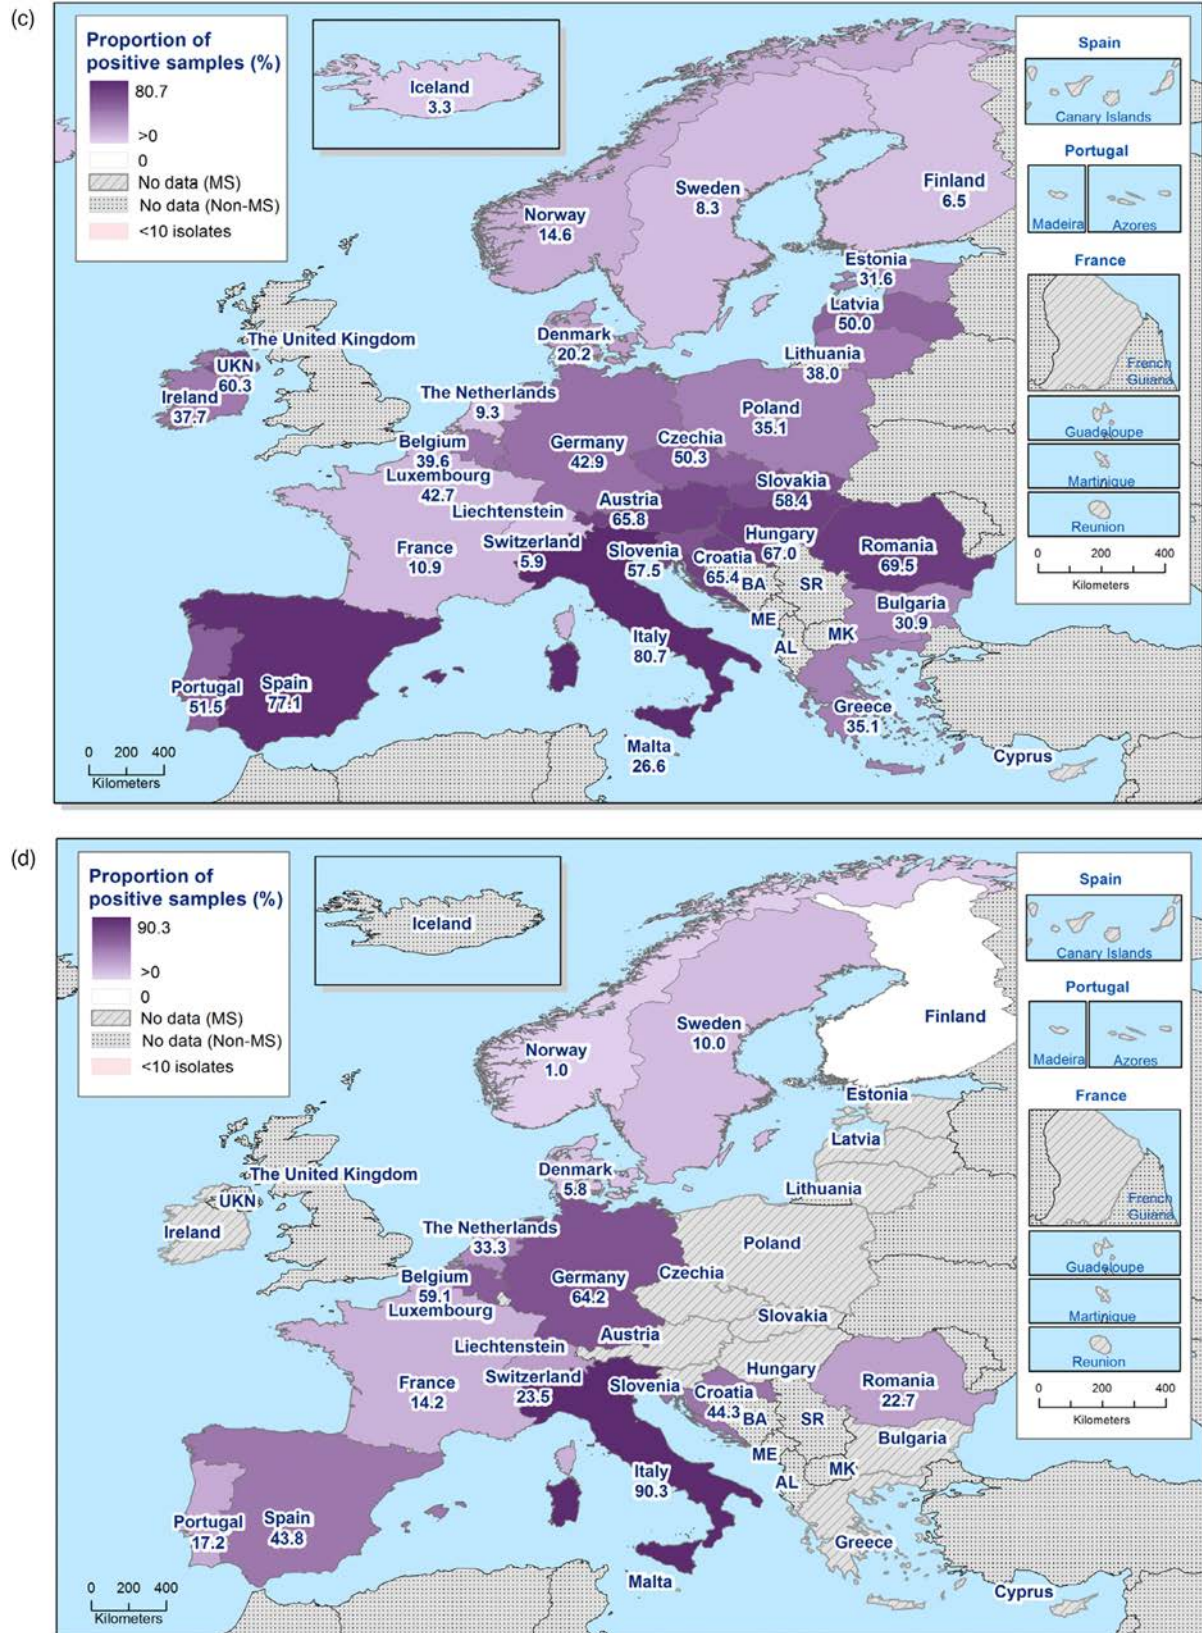 (c)
Proportion of
positive samples (%)
80.7
>0
0
No data (MS)
No data (Non-MS)
<10 isolates
Iceland
3.3
Spain
Canary Islands
Portugal
Madeira
Azores
France
French
Guiana
Guadeloupe
Martinique
Reunion
0 200 400
Kilometers
Norway
14.6
Sweden
8.3
Finland
6.5
Estonia
31.6
Latvia
50.0
Lithuania
38.0
Denmark
20.2
The United Kingdom
UKN
60.3
Ireland
37.7
The Netherlands
9.3
Poland
35.1
Belgium
39.6
Germany
42.9
Czechia
50.3
Luxembourg
42.7
Slovakia
58.4
Austria
65.8
Liechtenstein
Hungary
67.0
Switzerland
5.9
France
10.9
Slovenia
57.5
Croatia
65.4
Romania
69.5
BA
SR
Bulgaria
30.9
ME
MK
AL
Italy
80.7
Portugal
51.5
Spain
77.1
Greece
35.1
Malta
26.6
Cyprus
0 200 400
Kilometers
(d)
Proportion of
positive samples (%)
90.3
>0
0
No data (MS)
No data (Non-MS)
<10 isolates
Iceland
Spain
Canary Islands
Portugal
Madeira
Azores
France
French
Guiana
Guadeloupe
Martinique
Reunion
0 200 400
Kilometers
Norway
1.0
Sweden
10.0
Finland
Estonia
Latvia
Lithuania
Denmark
5.8
The United Kingdom
UKN
Ireland
The Netherlands
33.3
Poland
Belgium
59.1
Germany
64.2
Czechia
Luxembourg
Slovakia
Austria
Liechtenstein
Hungary
Switzerland
23.5
France
14.2
Slovenia
Croatia
44.3
Romania
22.7
BA
SR
Bulgaria
ME
MK
AL
Italy
90.3
Portugal
17.2
Spain
43.8
Greece
Malta
Cyprus
0 200 400
Kilometers